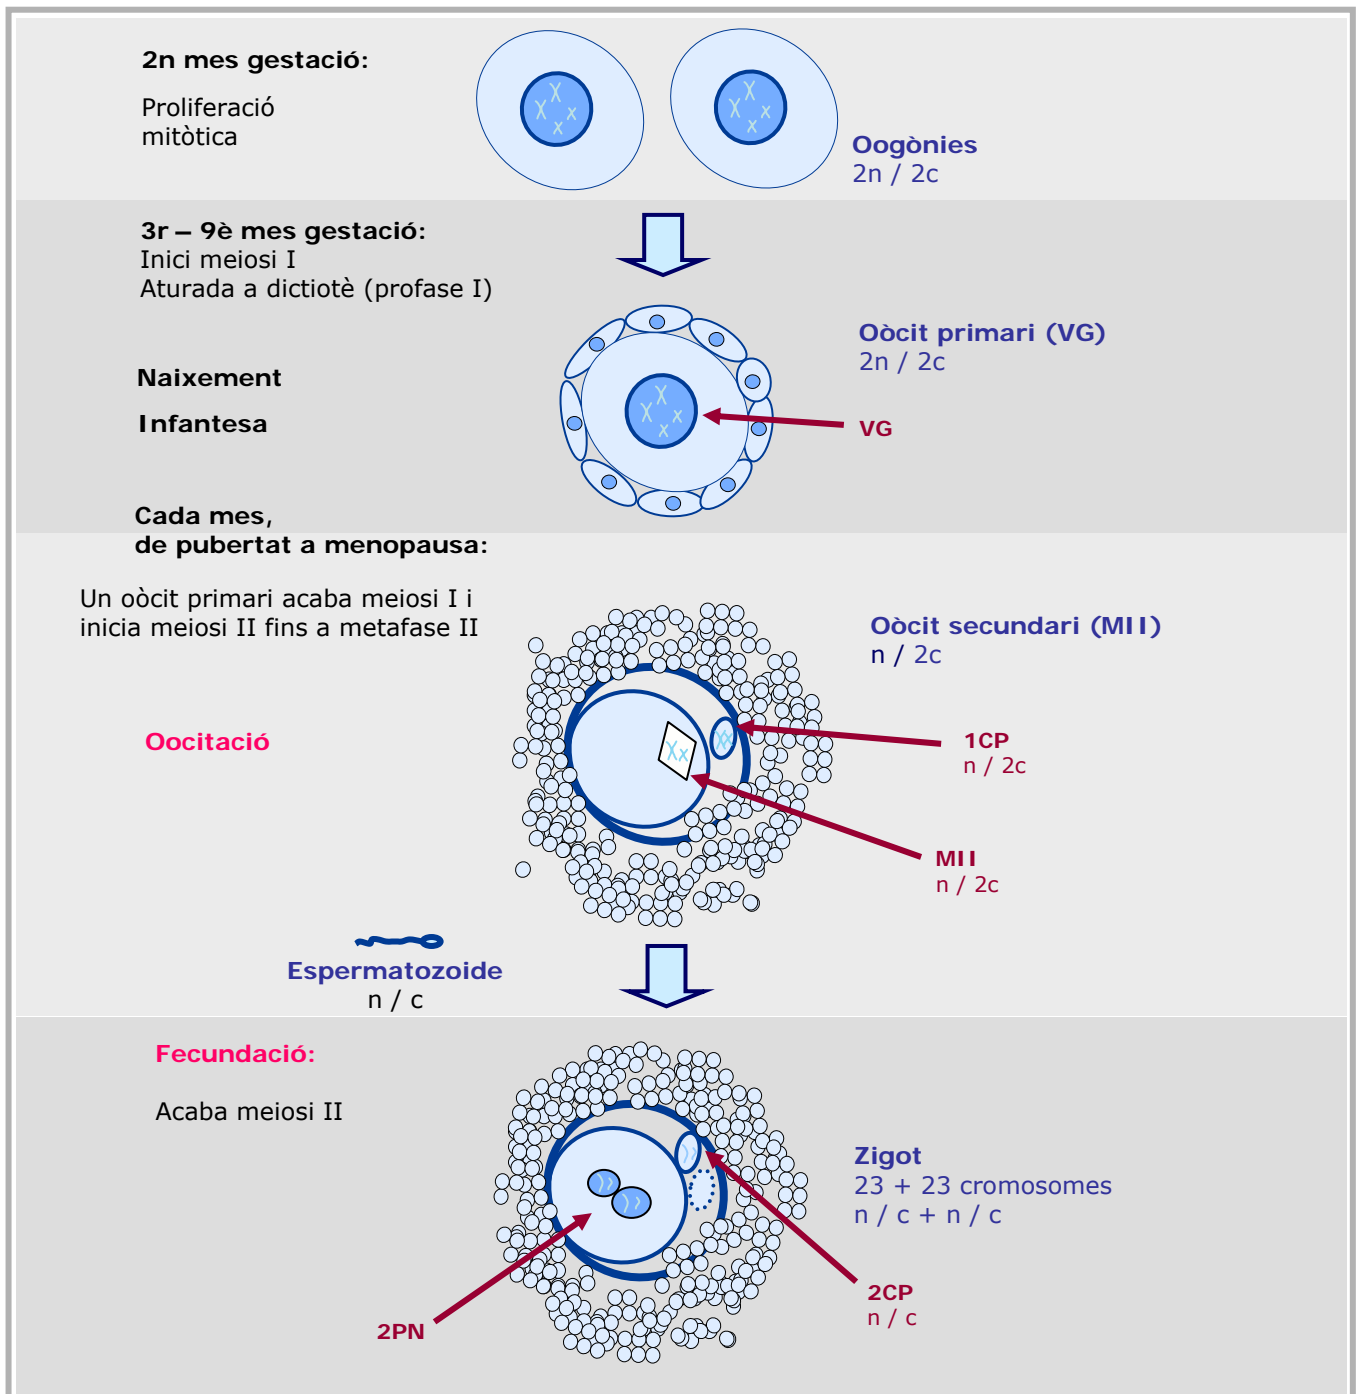 2n mes gestació:
Proliferació
mitòtica
Oogònies
2n / 2c
3r – 9è mes gestació:
Inici meiosi I
Aturada a dictiotè (profase I)
Oòcit primari (VG)
2n / 2c
Naixement
Infantesa
VG
Cada mes,
de pubertat a menopausa:
Un oòcit primari acaba meiosi I i
inicia meiosi II fins a metafase II
Oòcit secundari (MII)
n / 2c
Oocitació
1CP
n / 2c
MII
n / 2c
Espermatozoide
n / c
Fecundació:
Acaba meiosi II
Zigot
23 + 23 cromosomes
n / c + n / c
2CP
n / c
2PN